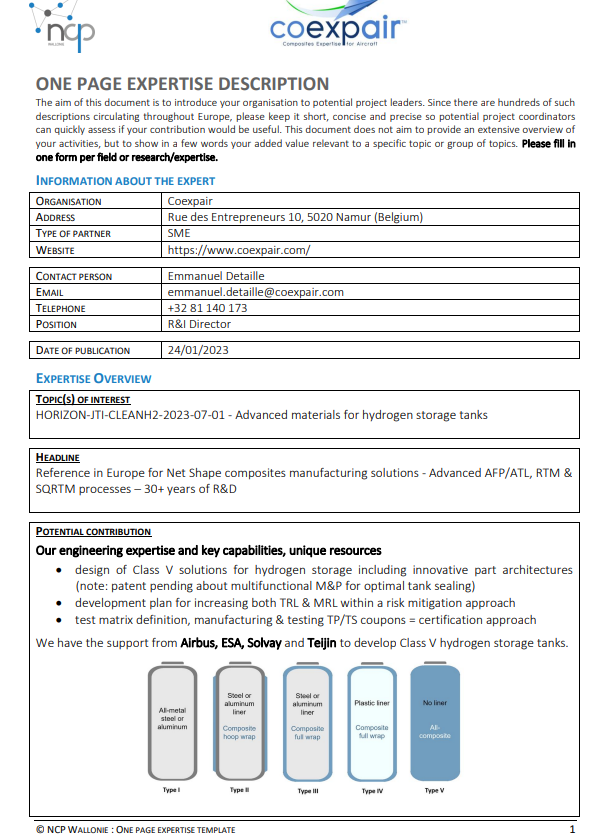 ncp
WALLONIE
coexpair™
Composites Expertise for Aircraft
ONE PAGE EXPERTISE DESCRIPTION
The aim of this document is to introduce your organisation to potential project leaders. Since there are hundreds of such
descriptions circulating throughout Europe, please keep it short, concise and precise so potential project coordinators
can quickly assess if your contribution would be useful. This document does not aim to provide an extensive overview of
your activities, but to show in a few words your added value relevant to a specific topic or group of topics. Please fill in
one form per field or research/expertise.
INFORMATION ABOUT THE EXPERT
ORGANISATION Coexpair
ADDRESS Rue des Entrepreneurs 10, 5020 Namur (Belgium)
TYPE OF PARTNER SME
WEBSITE https://www.coexpair.com/
CONTACT PERSON Emmanuel Detaille
EMAIL emmanuel.detaille@coexpair.com
TELEPHONE +32 81 140 173
POSITION R&I Director
DATE OF PUBLICATION 24/01/2023
EXPERTISE OVERVIEW
TOPIC(S) OF INTEREST
HORIZON-JTI-CLEANH2-2023-07-01 - Advanced materials for hydrogen storage tanks
HEADLINE
Reference in Europe for Net Shape composites manufacturing solutions - Advanced AFP/ATL, RTM &
SQRTM processes – 30+ years of R&D
POTENTIAL CONTRIBUTION
Our engineering expertise and key capabilities, unique resources
• design of Class V solutions for hydrogen storage including innovative part architectures
(note: patent pending about multifunctional M&P for optimal tank sealing)
• development plan for increasing both TRL & MRL within a risk mitigation approach
• test matrix definition, manufacturing & testing TP/TS coupons = certification approach
We have the support from Airbus, ESA, Solvay and Teijin to develop Class V hydrogen storage tanks.
All-metal
steel or
aluminum
Type I
Steel or
aluminum
liner
Composite
hoop wrap
Type II
Steel or
aluminum
liner
Composite
full wrap
Type III
Plastic liner
Composite
full wrap
Type IV
No liner
All-
composite
Type V
© NCP WALLONIE : ONE PAGE EXPERTISE TEMPLATE 1